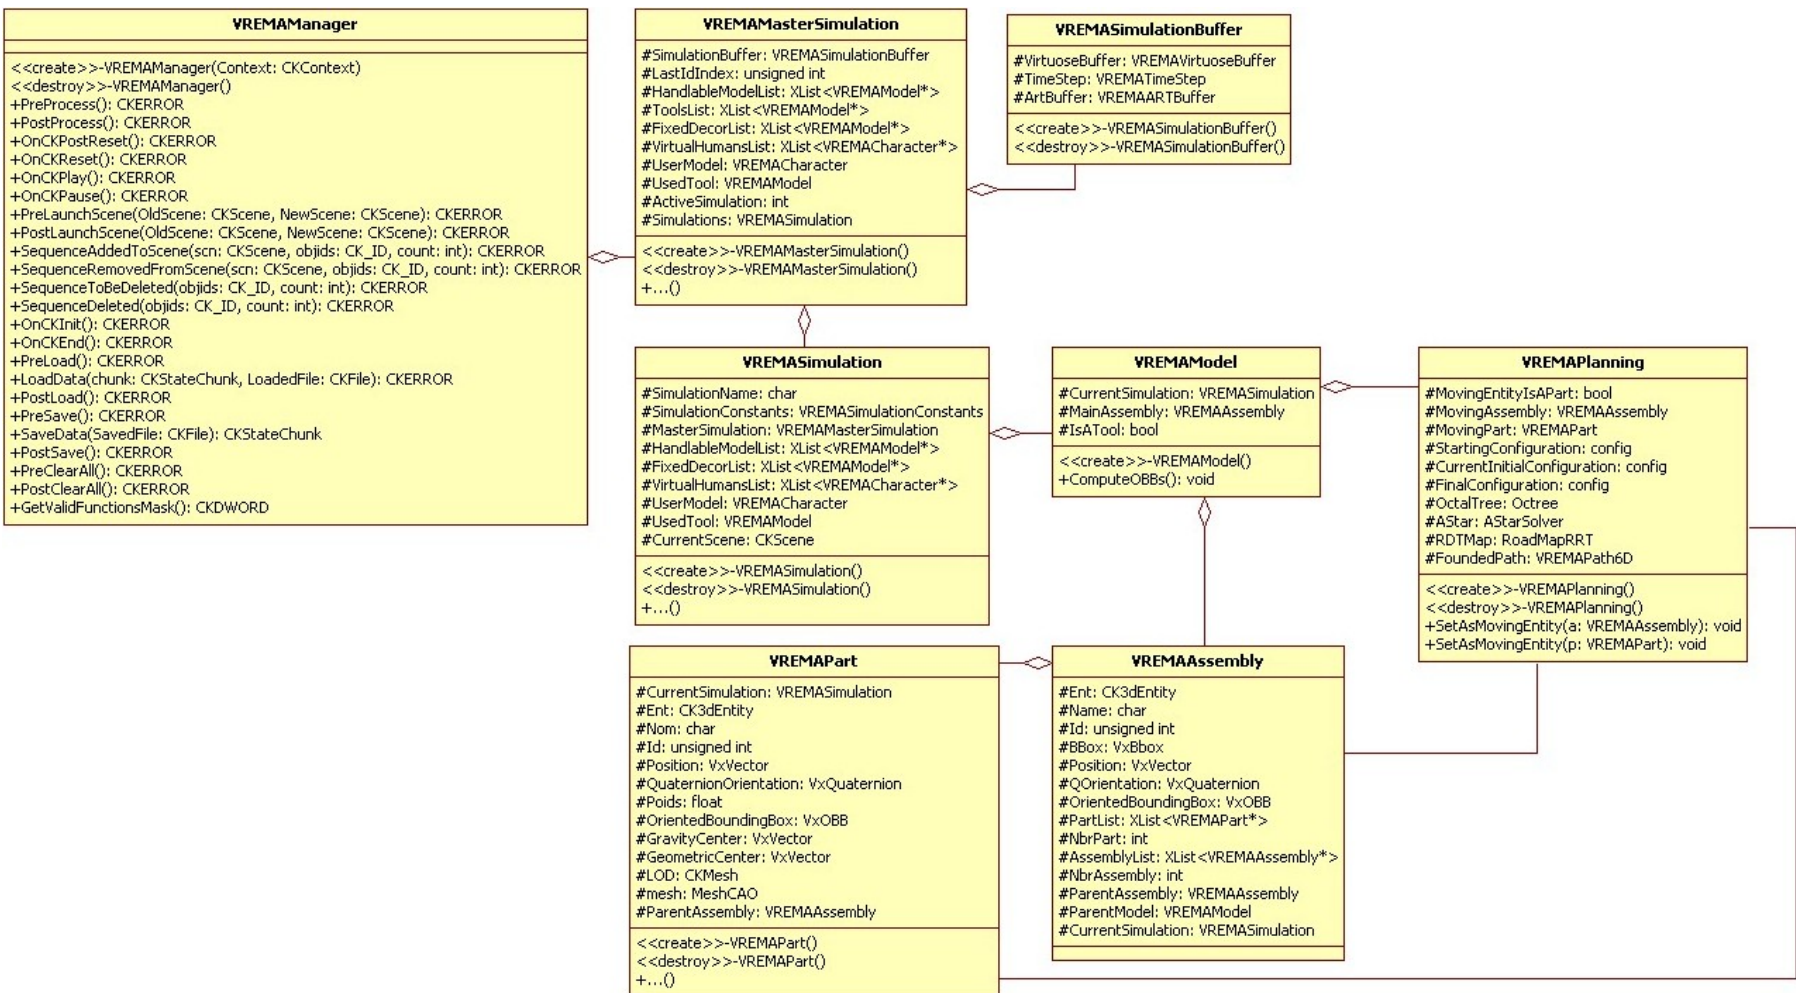 VREMAManager
<<create>>-VREMAManager(Context: CKContext)
<<destroy>>-VREMAManager()
+PreProcess(): CKERROR
+PostProcess(): CKERROR
+OnCKPostReset(): CKERROR
+OnCKReset(): CKERROR
+OnCKPlay(): CKERROR
+OnCKPause(): CKERROR
+PreLaunchScene(OldScene: CKScene, NewScene: CKScene): CKERROR
+PostLaunchScene(OldScene: CKScene, NewScene: CKScene): CKERROR
+SequenceAddedToScene(scn: CKScene, objids: CK_ID, count: int): CKERROR
+SequenceRemovedFromScene(scn: CKScene, objids: CK_ID, count: int): CKERROR
+SequenceToBeDeleted(objids: CK_ID, count: int): CKERROR
+SequenceDeleted(objids: CK_ID, count: int): CKERROR
+OnCKInit(): CKERROR
+OnCKEnd(): CKERROR
+PreLoad(): CKERROR
+LoadData(chunk: CKStateChunk, LoadedFile: CKFile): CKERROR
+PostLoad(): CKERROR
+PreSave(): CKERROR
+SaveData(SavedFile: CKFile): CKStateChunk
+PostSave(): CKERROR
+PreClearAll(): CKERROR
+PostClearAll(): CKERROR
+GetValidFunctionsMask(): CKDWORD
VREMAMasterSimulation
#SimulationBuffer: VREMASimulationBuffer
#LastIdIndex: unsigned int
#HandlableModelList: XList<VREMAModel*>
#ToolsList: XList<VREMAModel*>
#FixedDecorList: XList<VREMAModel*>
#VirtualHumansList: XList<VREMACharacter*>
#UserModel: VREMACharacter
#UsedTool: VREMAModel
#ActiveSimulation: int
#Simulations: VREMASimulation
<<create>>-VREMAMasterSimulation()
<<destroy>>-VREMAMasterSimulation()
+...()
VREMASimulationBuffer
#VirtuoseBuffer: VREMAVirtuoseBuffer
#TimeStep: VREMATimeStep
#ArtBuffer: VREMAARTBuffer
<<create>>-VREMASimulationBuffer()
<<destroy>>-VREMASimulationBuffer()
VREMASimulation
#SimulationName: char
#SimulationConstants: VREMASimulationConstants
#MasterSimulation: VREMAMasterSimulation
#HandlableModelList: XList<VREMAModel*>
#FixedDecorList: XList<VREMAModel*>
#VirtualHumansList: XList<VREMACharacter*>
#UserModel: VREMACharacter
#UsedTool: VREMAModel
#CurrentScene: CKScene
<<create>>-VREMASimulation()
<<destroy>>-VREMASimulation()
+...()
VREMAModel
#CurrentSimulation: VREMASimulation
#MainAssembly: VREMAAssembly
#IsATool: bool
<<create>>-VREMAModel()
+ComputeOBBs(): void
VREMAPlanning
#MovingEntityIsAPart: bool
#MovingAssembly: VREMAAssembly
#MovingPart: VREMAPart
#StartingConfiguration: config
#CurrentInitialConfiguration: config
#FinalConfiguration: config
#OctalTree: Octree
#AStar: AStarSolver
#RDTMap: RoadMapRRT
#FoundedPath: VREMAPath6D
<<create>>-VREMAPlanning()
<<destroy>>-VREMAPlanning()
+SetAsMovingEntity(a: VREMAAssembly): void
+SetAsMovingEntity(p: VREMAPart): void
VREMAPart
#CurrentSimulation: VREMASimulation
#Ent: CK3dEntity
#Nom: char
#Id: unsigned int
#Position: VxVector
#QuaternionOrientation: VxQuaternion
#Poids: float
#OrientedBoundingBox: VxOBB
#GravityCenter: VxVector
#GeometricCenter: VxVector
#LOD: CKMesh
#mesh: MeshCAO
#ParentAssembly: VREMAAssembly
<<create>>-VREMAPart()
<<destroy>>-VREMAPart()
+...()
VREMAAssembly
#Ent: CK3dEntity
#Name: char
#Id: unsigned int
#BBox: VxBbox
#Position: VxVector
#QOrientation: VxQuaternion
#OrientedBoundingBox: VxOBB
#PartList: XList<VREMAPart*>
#NbrPart: int
#AssemblyList: XList<VREMAAssembly*>
#NbrAssembly: int
#ParentAssembly: VREMAAssembly
#ParentModel: VREMAModel
#CurrentSimulation: VREMASimulation